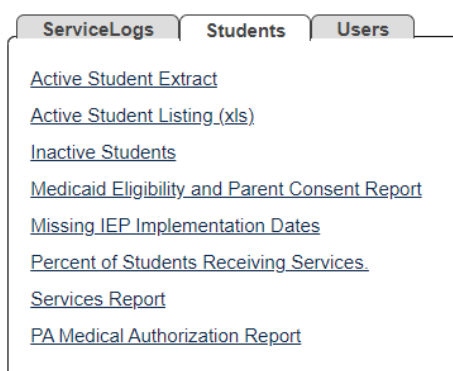 ServiceLogs Students Users
Active Student Extract
Active Student Listing (xls)
Inactive Students
Medicaid Eligibility and Parent Consent Report
Missing IEP Implementation Dates
Percent of Students Receiving Services.
Services Report
PA Medical Authorization Report